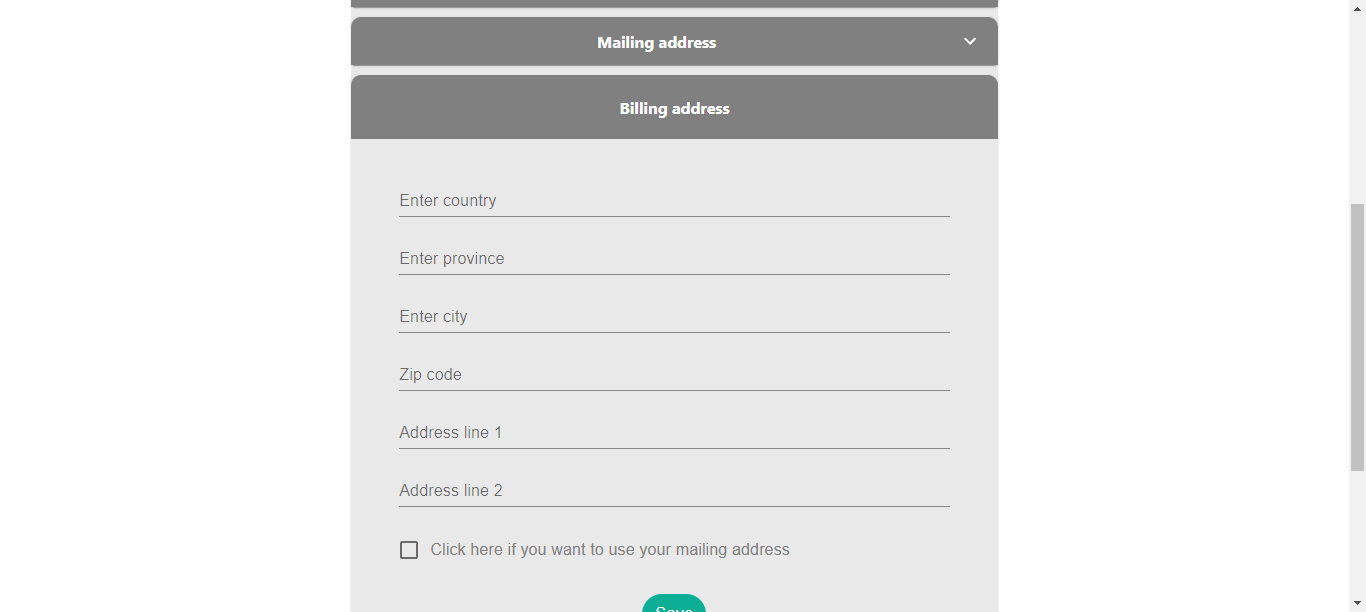 Mailing address
Billing address
Enter country
Enter province
Enter city
Zip code
Address line 1
Address line 2
Click here if you want to use your mailing address
Save